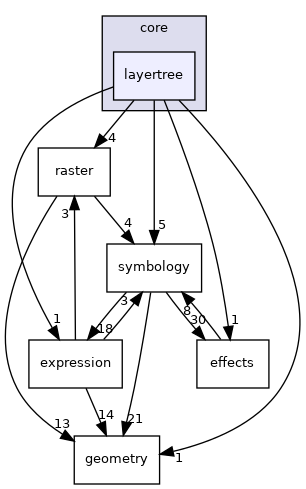 core
layertree
4
raster
3
4
5
symbology
1
18
3
8
30
1
expression
effects
13
14
21
geometry
1